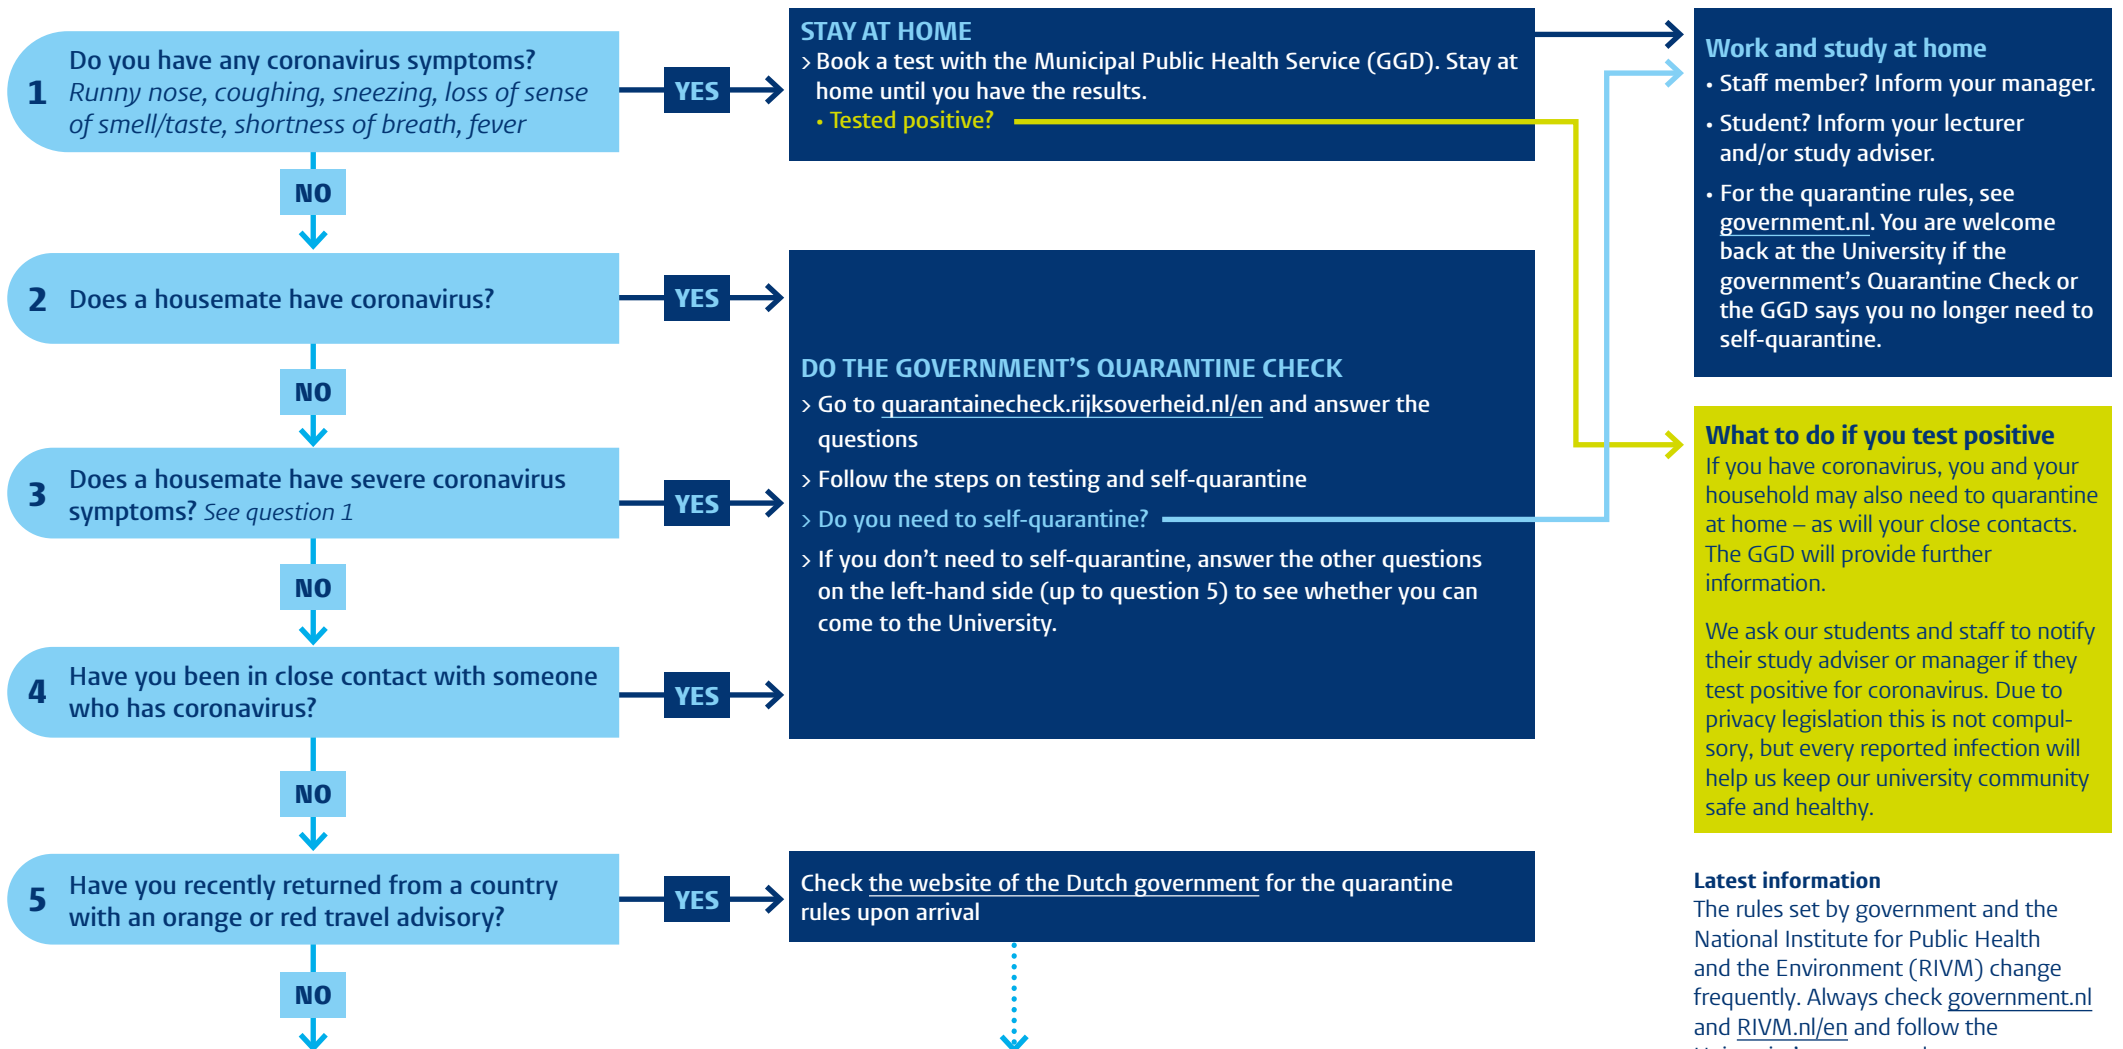 1
Do you have any coronavirus symptoms?
Runny nose, coughing, sneezing, loss of sense
of smell/taste, shortness of breath, fever
YES
STAY AT HOME
› Book a test with the Municipal Public Health Service (GGD). Stay at
home until you have the results.
• Tested positive?
NO
2
Does a housemate have coronavirus?
YES
NO
3
Does a housemate have severe coronavirus
symptoms? See question 1
YES
NO
4
Have you been in close contact with someone
who has coronavirus?
YES
DO THE GOVERNMENT'S QUARANTINE CHECK
› Go to quarantainecheck.rijksoverheid.nl/en and answer the
questions
› Follow the steps on testing and self-quarantine
› Do you need to self-quarantine?
› If you don't need to self-quarantine, answer the other questions
on the left-hand side (up to question 5) to see whether you can
come to the University.
NO
5
Have you recently returned from a country
with an orange or red travel advisory?
YES
Check the website of the Dutch government for the quarantine
rules upon arrival
NO
Work and study at home
• Staff member? Inform your manager.
• Student? Inform your lecturer
and/or study adviser.
• For the quarantine rules, see
government.nl. You are welcome
back at the University if the
government's Quarantine Check or
the GGD says you no longer need to
self-quarantine.
What to do if you test positive
If you have coronavirus, you and your
household may also need to quarantine
at home – as will your close contacts.
The GGD will provide further
information.
We ask our students and staff to notify
their study adviser or manager if they
test positive for coronavirus. Due to
privacy legislation this is not compul-
sory, but every reported infection will
help us keep our university community
safe and healthy.
Latest information
The rules set by government and the
National Institute for Public Health
and the Environment (RIVM) change
frequently. Always check government.nl
and RIVM.nl/en and follow the